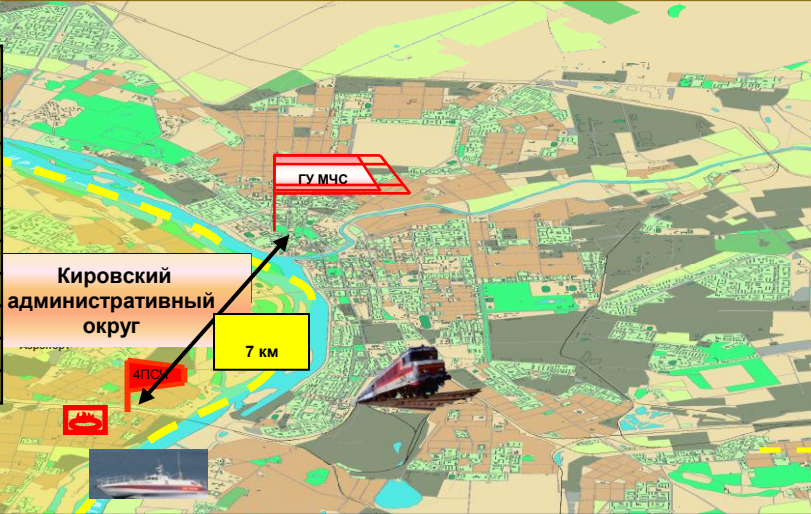 ГУ МЧС
Кировский
административный
округ
7 км
4ПСЧ